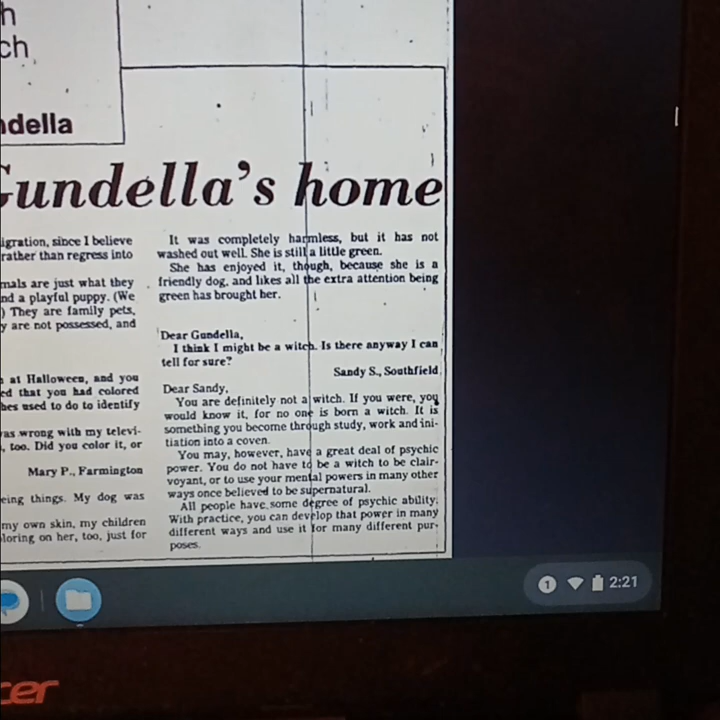 h
ch
ndella
Gundella's home
igration, since I believe
rather than regress into
mals are just what they
nd a playful puppy. (We
) They are family pets,
y are not possessed, and
at Halloween, and you
ed that you had colored
hes used to do to identify
as wrong with my televi-
, too. Did you color it, or
Mary P., Farmington
eing things. My dog was
my own skin, my children
loring on her, too, just for
It was completely harmless, but it has not
washed out well. She is still a little green.
She has enjoyed it, though, because she is a
friendly dog, and likes all the extra attention being
green has brought her.
Dear Gundella,
I think I might be a witch. Is there anyway I can
tell for sure?
Sandy S., Southfield
Dear Sandy,
You are definitely not a witch. If you were, you
would know it, for no one is born a witch. It is
something you become through study, work and ini-
tiation into a coven.
You may, however, have a great deal of psychic
power. You do not have to be a witch to be clair-
voyant, or to use your mental powers in many other
ways once believed to be supernatural.
All people have some degree of psychic ability.
With practice, you can develop that power in many
different ways and use it for many different pur-
poses.
1 2:21
cer